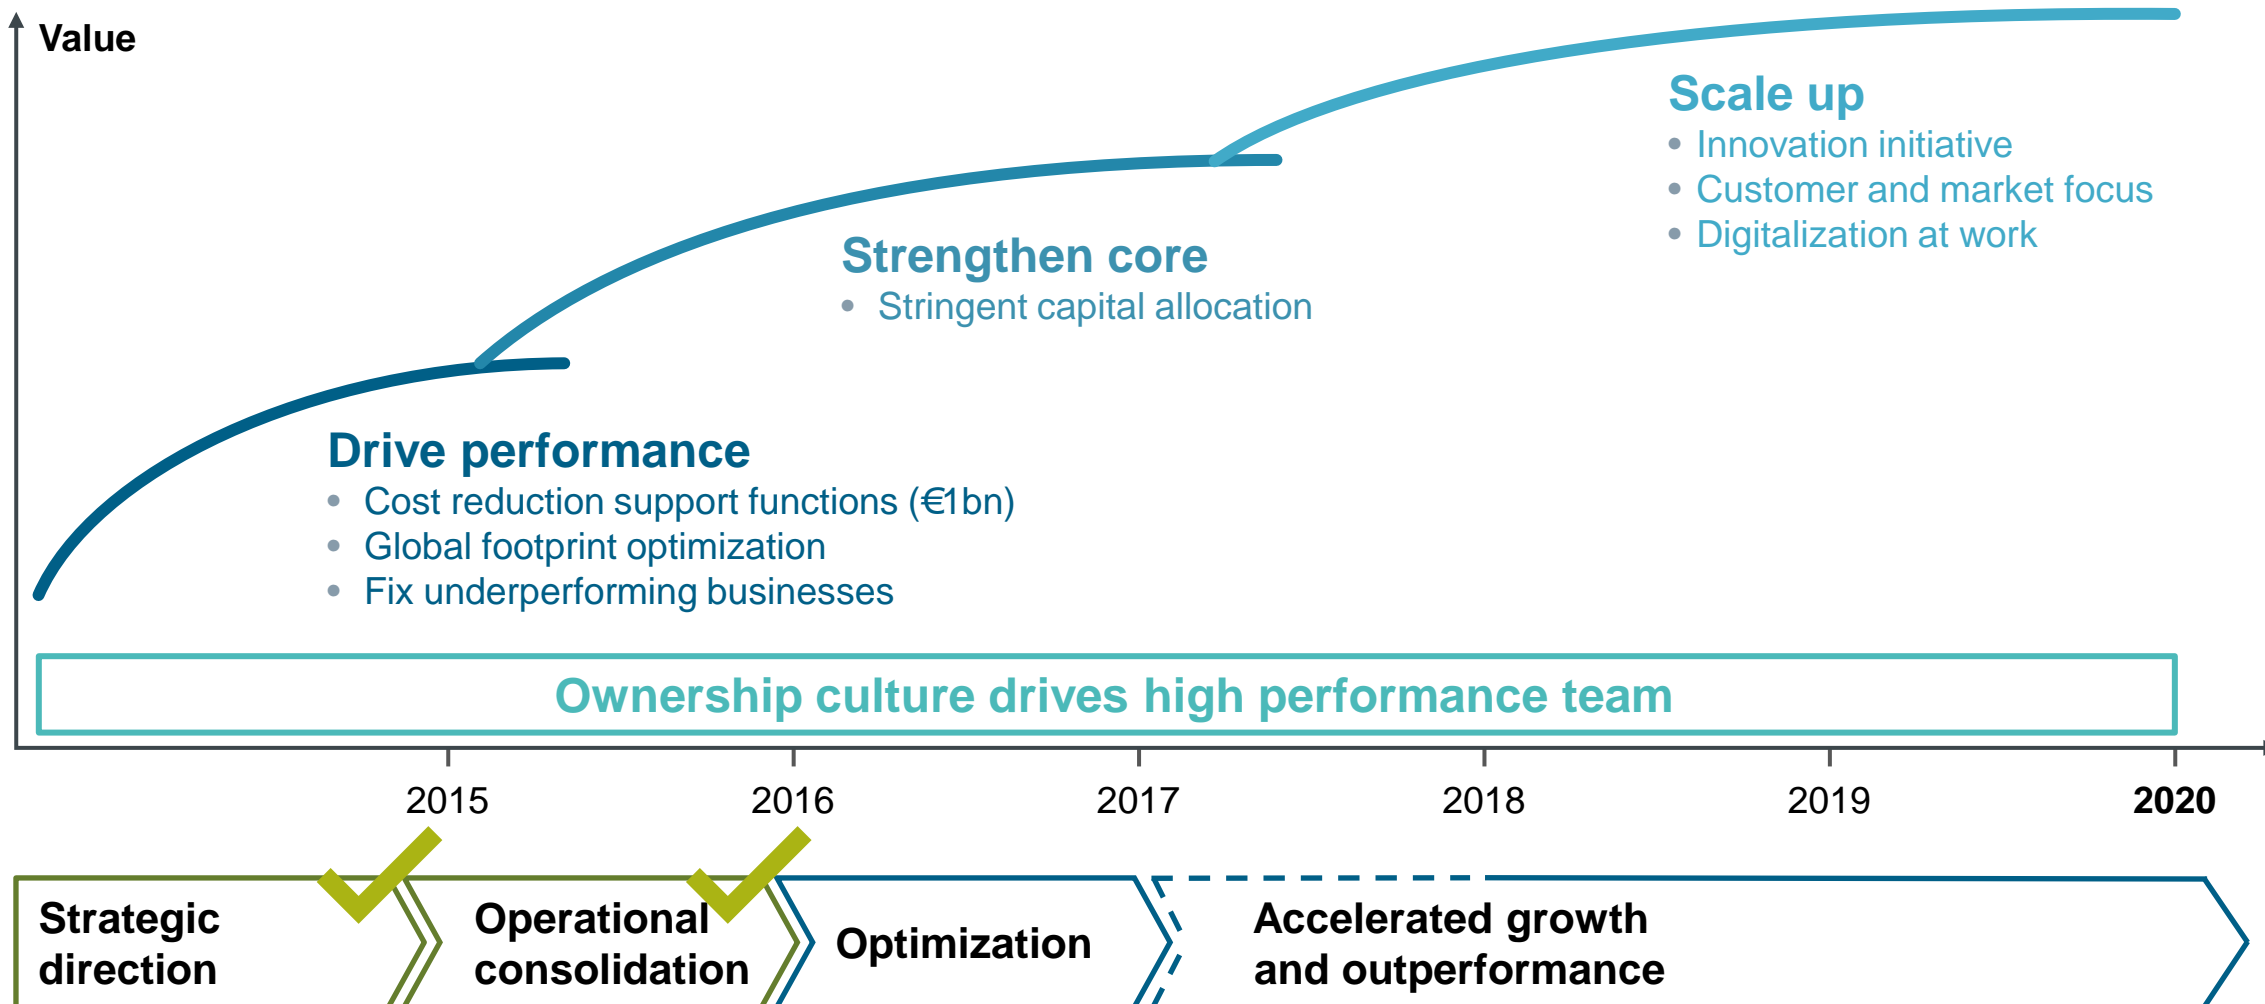 Value
Scale up
• Innovation initiative
• Customer and market focus
• Digitalization at work
Strengthen core
• Stringent capital allocation
Drive performance
• Cost reduction support functions (€1bn)
• Global footprint optimization
• Fix underperforming businesses
Ownership culture drives high performance team
2015 2016 2017 2018 2019 2020
Strategic
direction
Operational
consolidation
Optimization
Accelerated growth
and outperformance